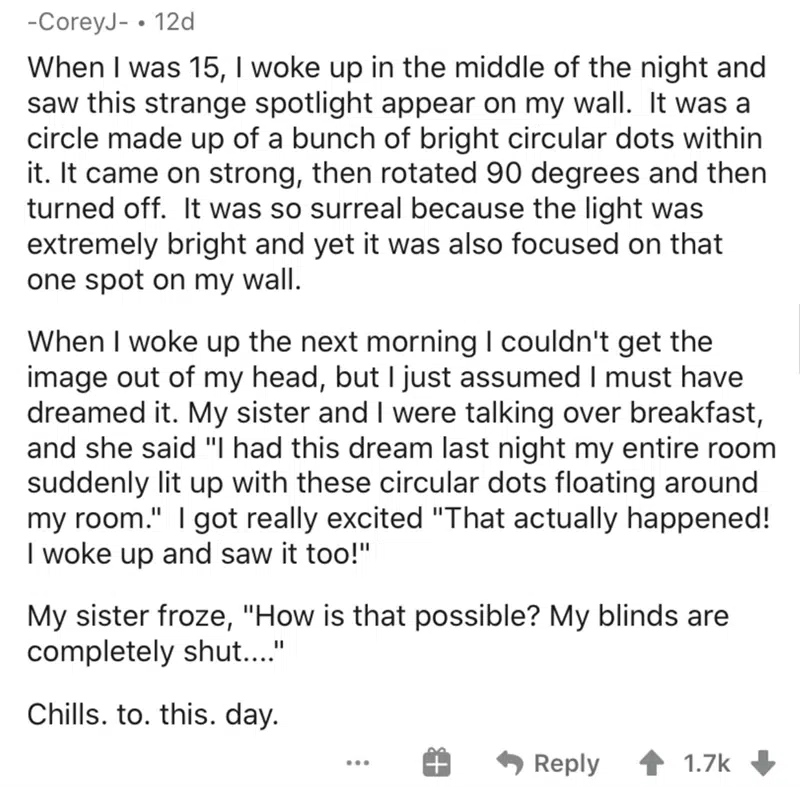 -CoreyJ- • 12d
When I was 15, I woke up in the middle of the night and
saw this strange spotlight appear on my wall.  It was a
circle made up of a bunch of bright circular dots within
it. It came on strong, then rotated 90 degrees and then
turned off.  It was so surreal because the light was
extremely bright and yet it was also focused on that
one spot on my wall.
When I woke up the next morning I couldn't get the
image out of my head, but I just assumed I must have
dreamed it. My sister and I were talking over breakfast,
and she said "I had this dream last night my entire room
suddenly lit up with these circular dots floating around
my room."  I got really excited "That actually happened!
I woke up and saw it too!"
My sister froze, "How is that possible? My blinds are
completely shut...."
Chills. to. this. day.
... Reply 1.7k